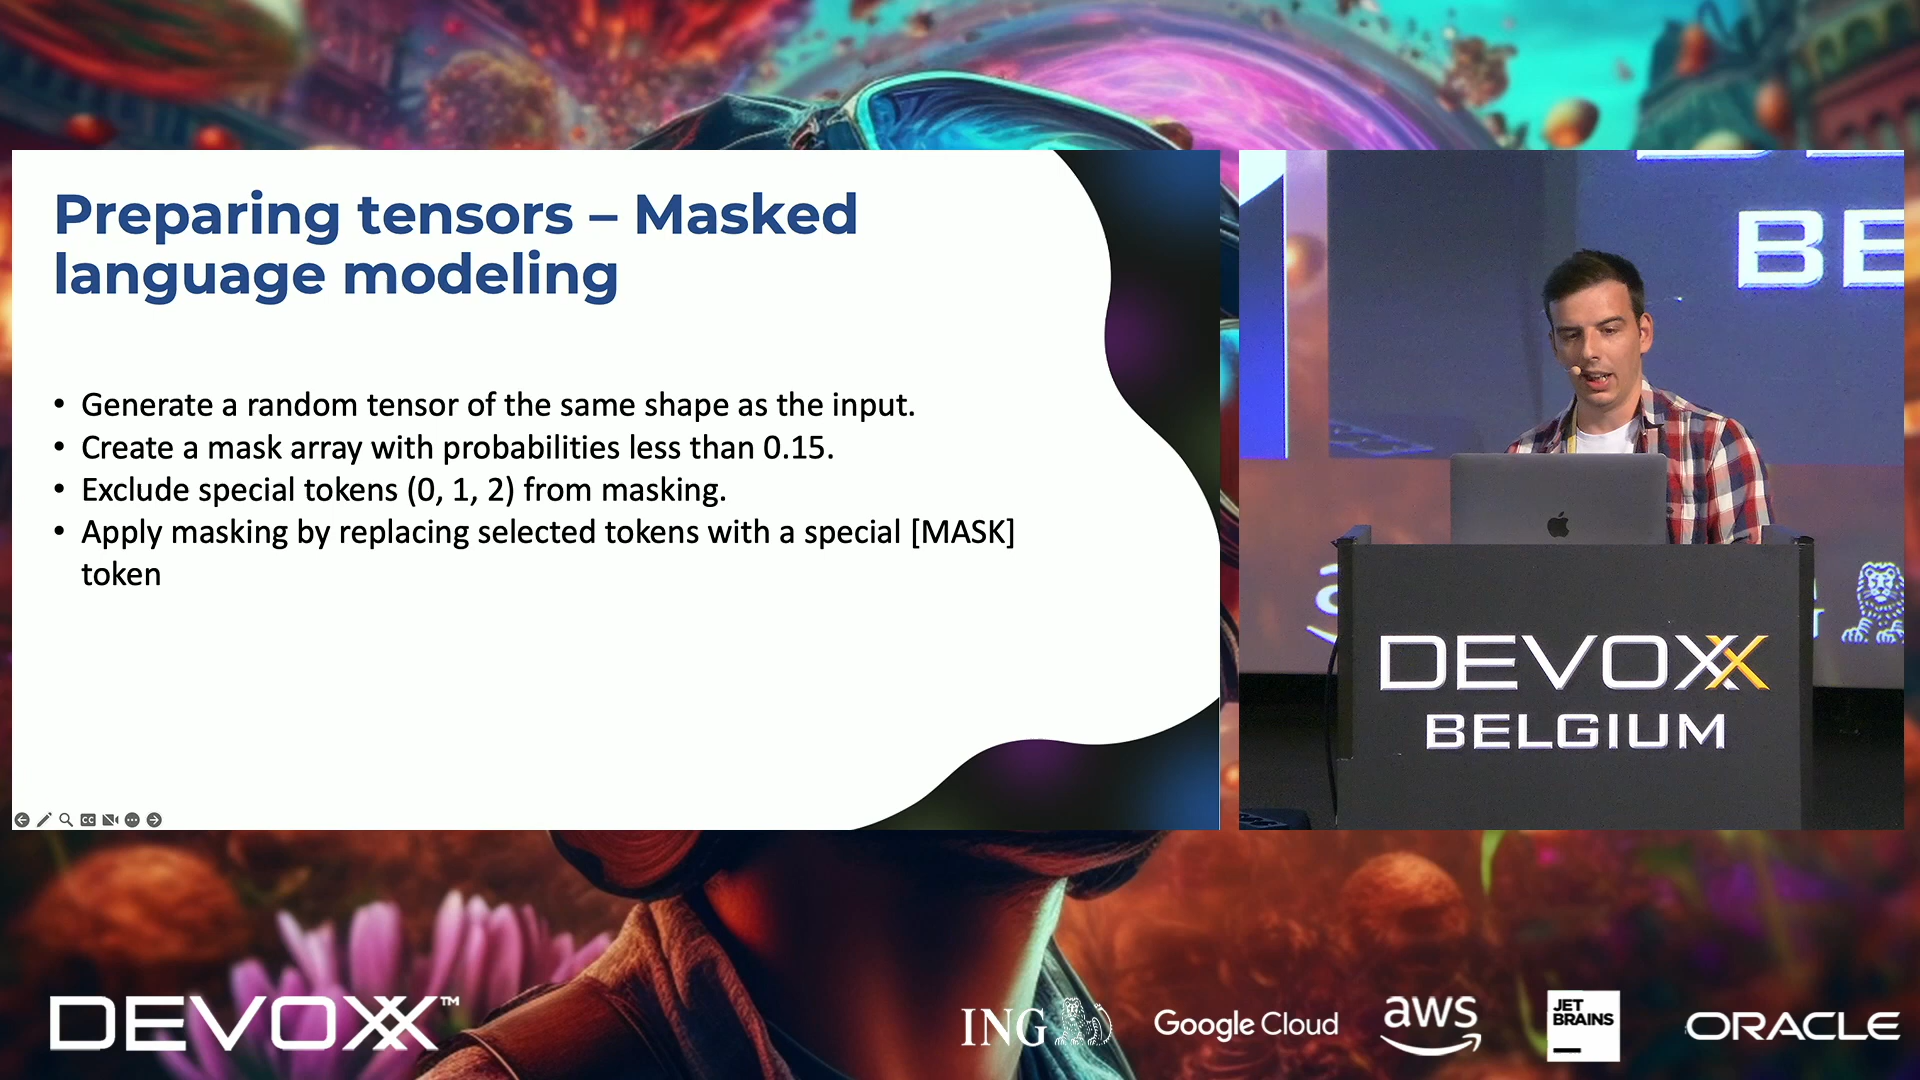 Preparing tensors – Masked
language modeling
• Generate a random tensor of the same shape as the input.
• Create a mask array with probabilities less than 0.15.
• Exclude special tokens (0, 1, 2) from masking.
• Apply masking by replacing selected tokens with a special [MASK]
token
CC
BE
DEVOXX
BELGIUM
DEVOXX™
ING
Google Cloud
aws
JET
BRAINS
ORACLE